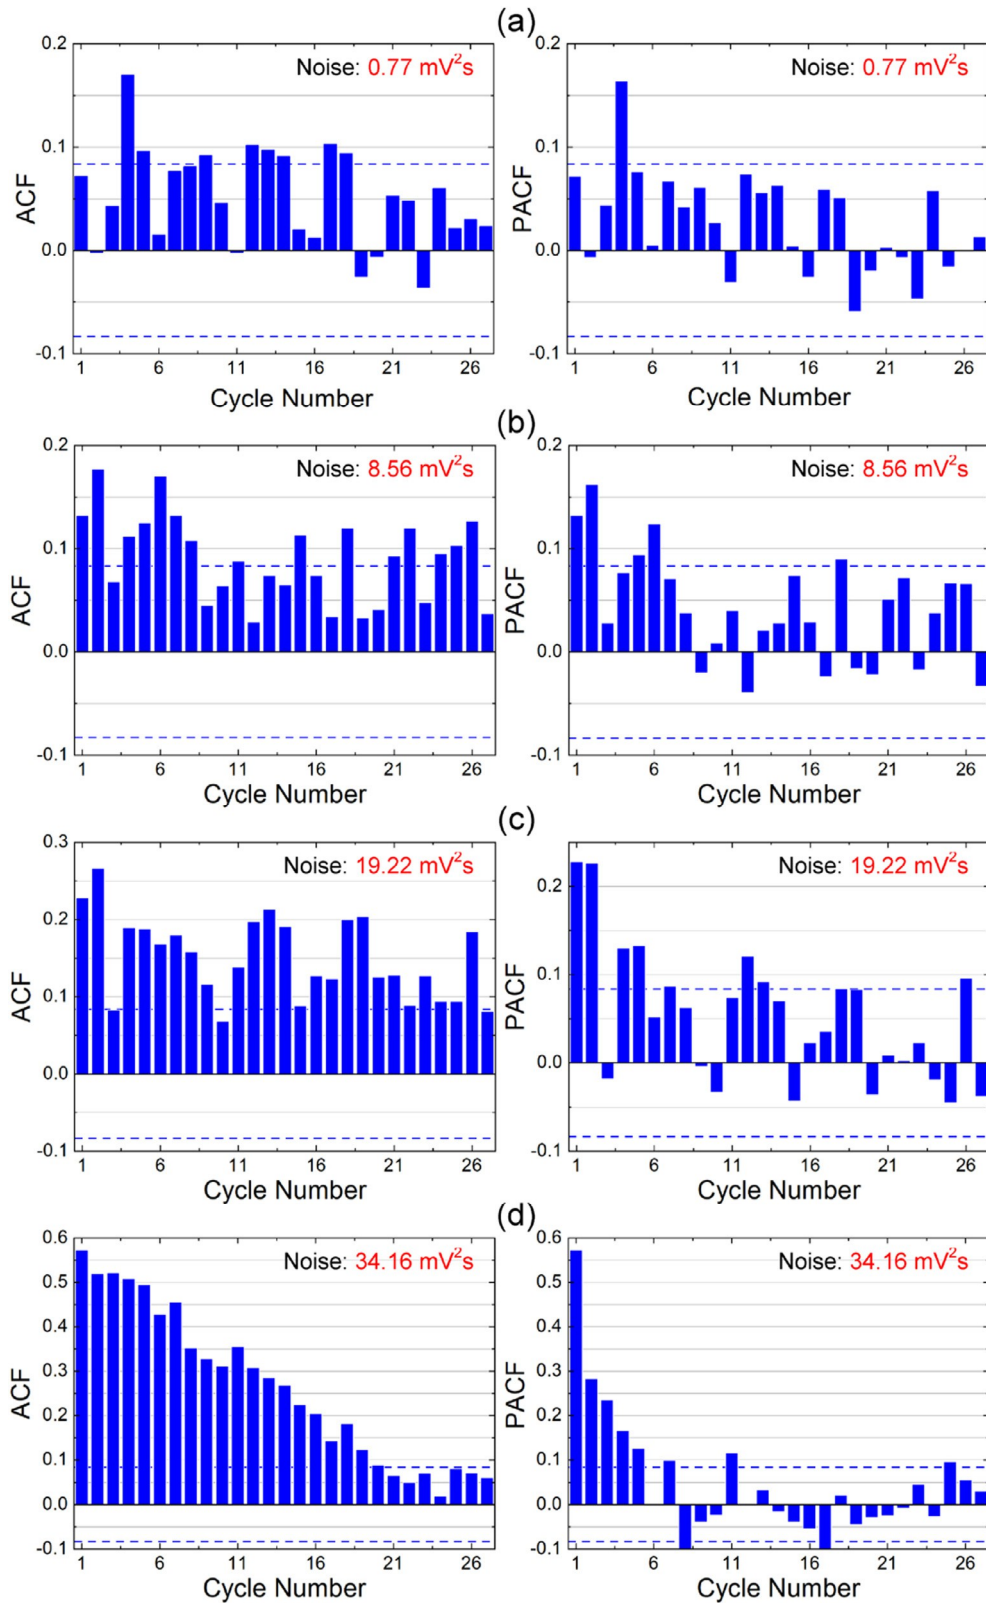 (a)
0.2
0.1
0.0
-0.1
ACF
Noise: 0.77 mV²s
1 6 11 16 21 26
Cycle Number
0.2
0.1
0.0
-0.1
PACF
Noise: 0.77 mV²s
1 6 11 16 21 26
Cycle Number
(b)
0.2
0.1
0.0
-0.1
ACF
Noise: 8.56 mV²s
1 6 11 16 21 26
Cycle Number
0.2
0.1
0.0
-0.1
PACF
Noise: 8.56 mV²s
1 6 11 16 21 26
Cycle Number
(c)
0.3
0.2
0.1
0.0
-0.1
ACF
Noise: 19.22 mV²s
1 6 11 16 21 26
Cycle Number
0.2
0.1
0.0
-0.1
PACF
Noise: 19.22 mV²s
1 6 11 16 21 26
Cycle Number
(d)
0.6
0.5
0.4
0.3
0.2
0.1
0.0
-0.1
ACF
Noise: 34.16 mV²s
1 6 11 16 21 26
Cycle Number
0.6
0.5
0.4
0.3
0.2
0.1
0.0
-0.1
PACF
Noise: 34.16 mV²s
1 6 11 16 21 26
Cycle Number